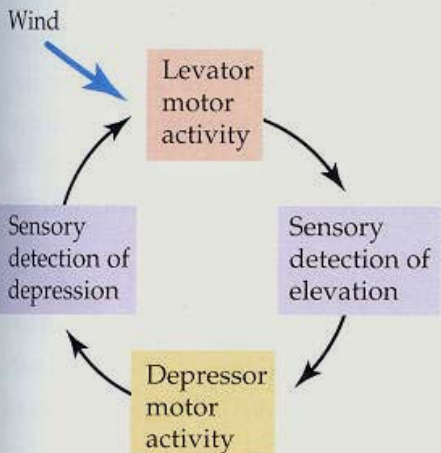 Wind
Levator
motor
activity
Sensory
detection of
elevation
Depressor
motor
activity
Sensory
detection of
depression